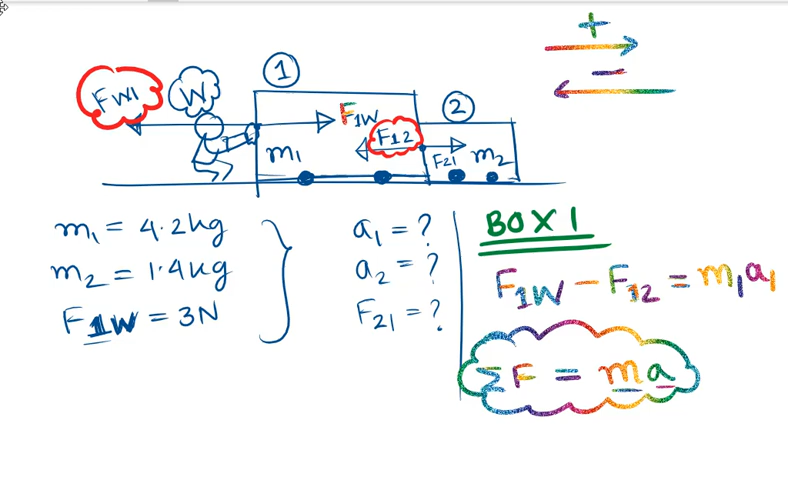 +
−
①
FW1
W
F1W
②
F12
m1
F21
m2
m1 = 4.2kg
m2 = 1.4kg
F1W = 3N
a1 = ?
a2 = ?
F21 = ?
BOX 1
F1W − F12 = m1a1
ΣF = ma